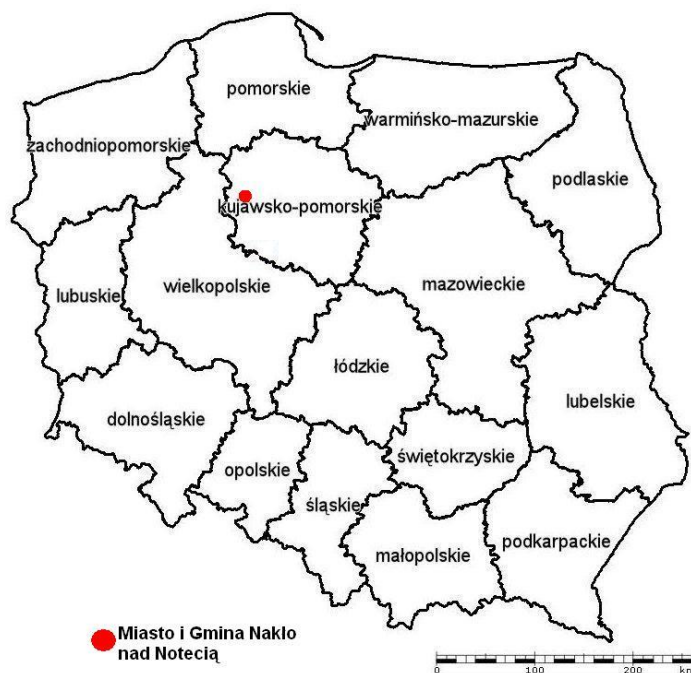 pomorskie
warmińsko-mazurskie
zachodniopomorskie
podlaskie
kujawsko-pomorskie
mazowieckie
wielkopolskie
lubuskie
łódzkie
lubelskie
dolnośląskie
świętokrzyskie
opolskie
śląskie
podkarpackie
małopolskie
Miasto i Gmina Nakło
nad Notecią
0 100 200 km